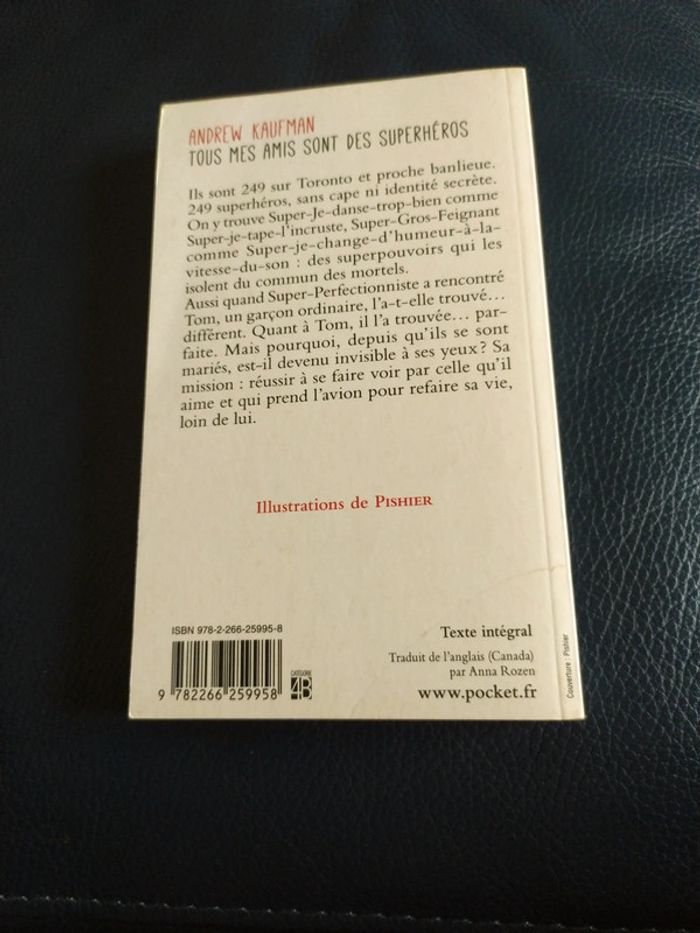 ANDREW KAUFMAN
TOUS MES AMIS SONT DES SUPERHÉROS
Ils sont 249 sur Toronto et proche banlieue.
249 superhéros, sans cape ni identité secrète.
On y trouve Super-Je-danse-trop-bien comme
Super-je-tape-l'incruste, Super-Gros-Feignant
comme Super-je-change-d'humeur-à-la-
vitesse-du-son : des superpouvoirs qui les
isolent du commun des mortels.
Aussi quand Super-Perfectionniste a rencontré
Tom, un garçon ordinaire, l'a-t-elle trouvé…
différent. Quant à Tom, il l'a trouvée… par-
faite. Mais pourquoi, depuis qu'ils se sont
mariés, est-il devenu invisible à ses yeux ? Sa
mission : réussir à se faire voir par celle qu'il
aime et qui prend l'avion pour refaire sa vie,
loin de lui.
Illustrations de PISHIER
ISBN 978-2-266-25995-8
9 782266 259958
CATÉGORIE
4B
Texte intégral
Traduit de l'anglais (Canada)
par Anna Rozen
www.pocket.fr
Couverture : Pishier